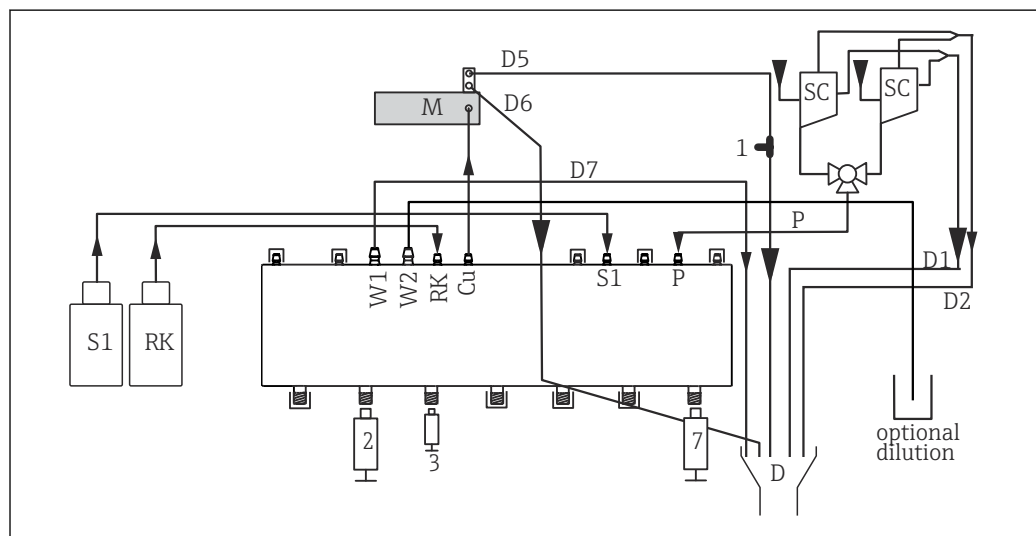 D5
SC
SC
M
D6
1
D7
P
W1
W2
RK
Cu
S1
P
D1
D2
S1
RK
2
3
7
D
optional
dilution